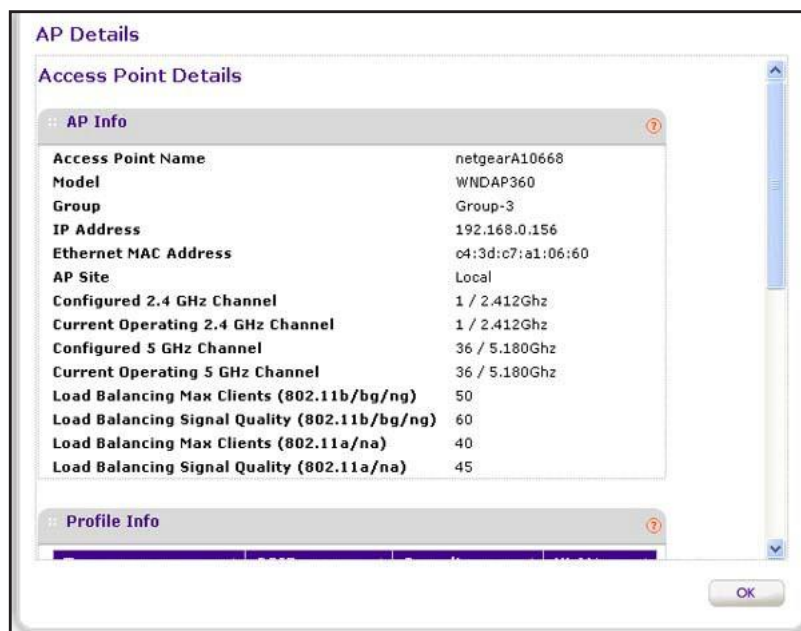 AP Details
Access Point Details
AP Info
Access Point Name netgearA10668
Model WNDAP360
Group Group-3
IP Address 192.168.0.156
Ethernet MAC Address c4:3d:c7:a1:06:60
AP Site Local
Configured 2.4 GHz Channel 1 / 2.412Ghz
Current Operating 2.4 GHz Channel 1 / 2.412Ghz
Configured 5 GHz Channel 36 / 5.180Ghz
Current Operating 5 GHz Channel 36 / 5.180Ghz
Load Balancing Max Clients (802.11b/bg/ng) 50
Load Balancing Signal Quality (802.11b/bg/ng) 60
Load Balancing Max Clients (802.11a/na) 40
Load Balancing Signal Quality (802.11a/na) 45
Profile Info
OK